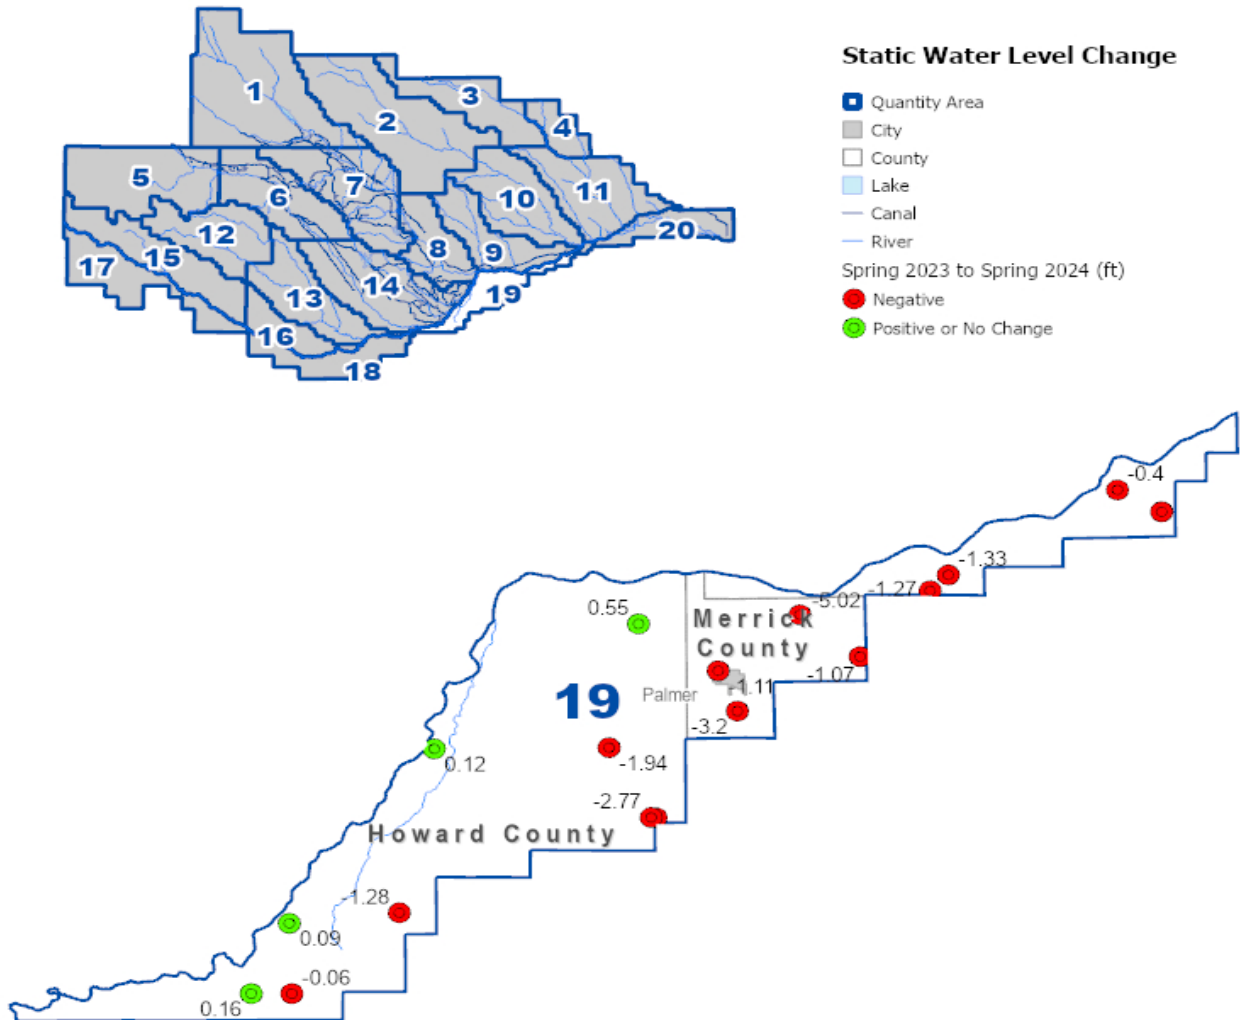 1
2
3
4
5
6
7
8
9
10
11
12
13
14
15
16
17
18
19
20
Static Water Level Change
Quantity Area
City
County
Lake
Canal
River
Spring 2023 to Spring 2024 (ft)
Negative
Positive or No Change
-0.4
-1.33
-1.27
-5.02
0.55
Merrick
County
-1.07
-1.11
Palmer
19
-3.2
0.12
-1.94
-2.77
Howard County
-1.28
0.09
-0.06
0.16